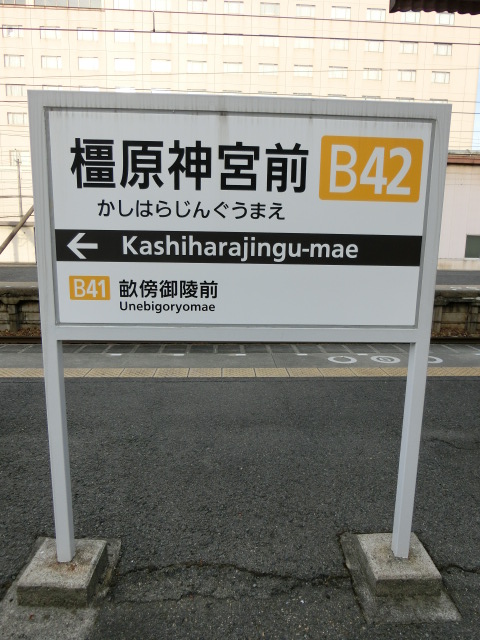 橿原神宮前 B42
かしはらじんぐうまえ
← Kashiharajingu-mae
B41 畝傍御陵前
Unebigoryomae